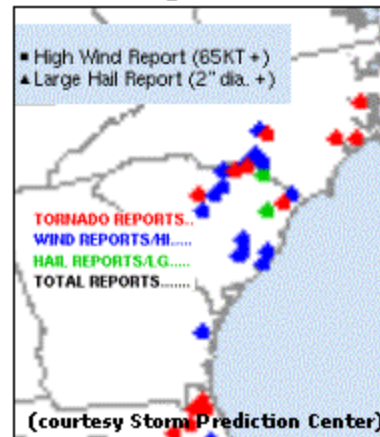 ▪ High Wind Report (65KT +)
▲ Large Hail Report (2" dia. +)
TORNADO REPORTS..
WIND REPORTS/HI.....
HAIL REPORTS/LG.....
TOTAL REPORTS.......
(courtesy Storm Prediction Center)